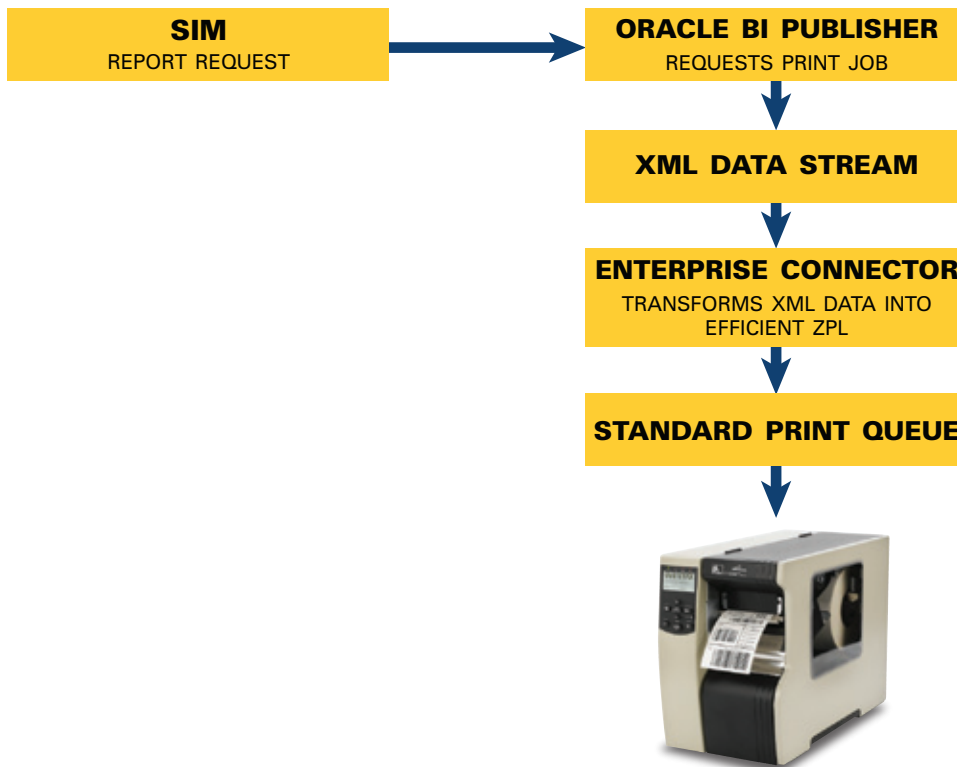 SIM
REPORT REQUEST
ORACLE BI PUBLISHER
REQUESTS PRINT JOB
XML DATA STREAM
ENTERPRISE CONNECTOR
TRANSFORMS XML DATA INTO
EFFICIENT ZPL
STANDARD PRINT QUEUE